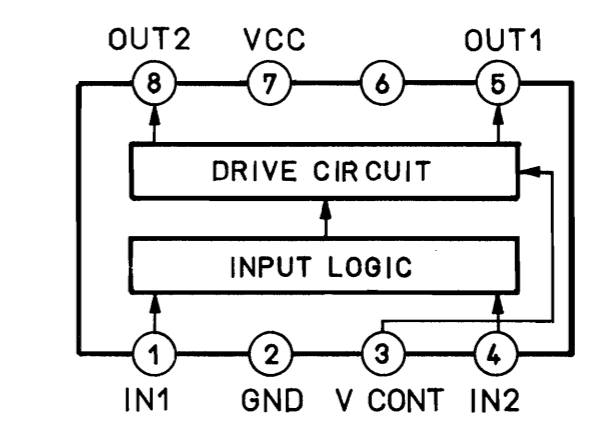 OUT2 VCC OUT1
8 7 6 5
DRIVE CIRCUIT
INPUT LOGIC
1 2 3 4
IN1 GND V CONT IN2